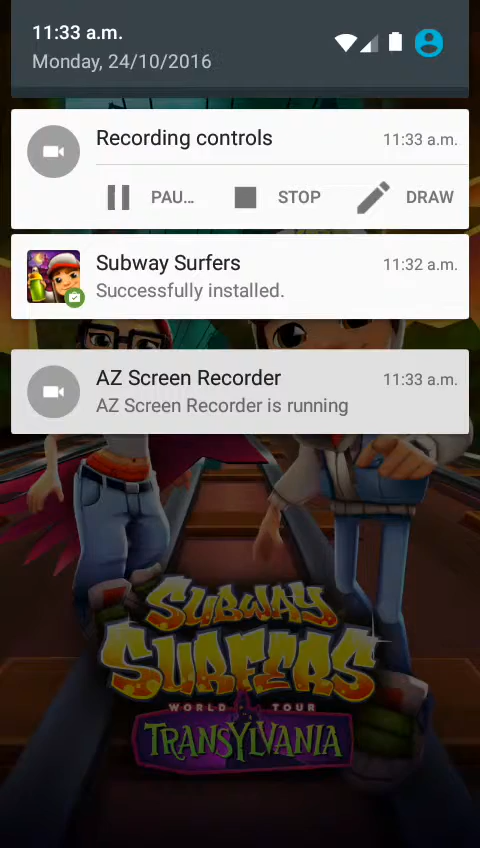 11:33 a.m.
Monday, 24/10/2016
Recording controls 11:33 a.m.
PAU... STOP DRAW
Subway Surfers 11:32 a.m.
Successfully installed.
AZ Screen Recorder 11:33 a.m.
AZ Screen Recorder is running
SUBWAY
SURFERS
WORLD TOUR
TRANSYLVANIA